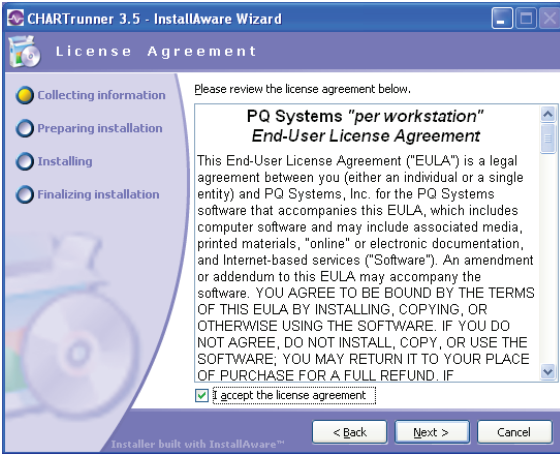 CHARTrunner 3.5 - InstallAware Wizard
License Agreement
Collecting information
Preparing installation
Installing
Finalizing installation
Please review the license agreement below.
PQ Systems "per workstation"
End-User License Agreement
This End-User License Agreement ("EULA") is a legal
agreement between you (either an individual or a single
entity) and PQ Systems, Inc. for the PQ Systems
software that accompanies this EULA, which includes
computer software and may include associated media,
printed materials, "online" or electronic documentation,
and Internet-based services ("Software"). An amendment
or addendum to this EULA may accompany the
software. YOU AGREE TO BE BOUND BY THE TERMS
OF THIS EULA BY INSTALLING, COPYING, OR
OTHERWISE USING THE SOFTWARE. IF YOU DO
NOT AGREE, DO NOT INSTALL, COPY, OR USE THE
SOFTWARE; YOU MAY RETURN IT TO YOUR PLACE
OF PURCHASE FOR A FULL REFUND. IF
I accept the license agreement
Installer built with InstallAware™
< Back
Next >
Cancel